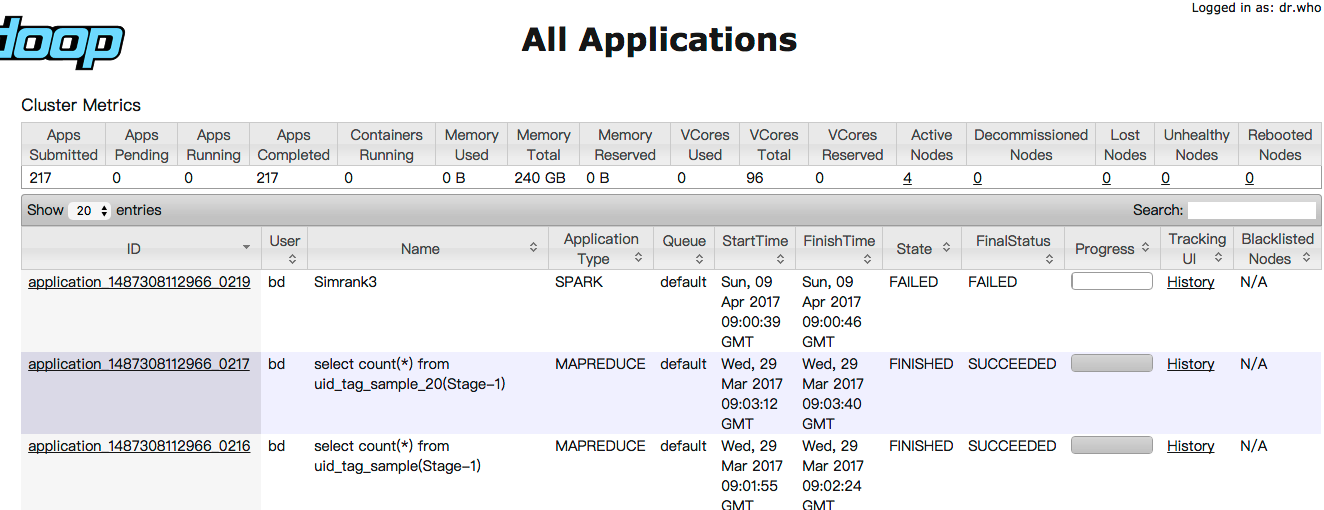 Logged in as: dr.who
doop
All Applications
Cluster Metrics
Apps Submitted Apps Pending Apps Running Apps Completed Containers Running Memory Used Memory Total Memory Reserved VCores Used VCores Total VCores Reserved Active Nodes Decommissioned Nodes Lost Nodes Unhealthy Nodes Rebooted Nodes
217 0 0 217 0 0 B 240 GB 0 B 0 96 0 4 0 0 0 0
Show 20 entries Search:
ID User Name Application Type Queue StartTime FinishTime State FinalStatus Progress Tracking UI Blacklisted Nodes
application_1487308112966_0219 bd Simrank3 SPARK default Sun, 09 Sun, 09 FAILED FAILED History N/A
Apr 2017 Apr 2017
09:00:39 09:00:46
GMT GMT
application_1487308112966_0217 bd select count(*) from MAPREDUCE default Wed, 29 Wed, 29 FINISHED SUCCEEDED History N/A
uid_tag_sample_20(Stage-1) Mar 2017 Mar 2017
09:03:12 09:03:40
GMT GMT
application_1487308112966_0216 bd select count(*) from MAPREDUCE default Wed, 29 Wed, 29 FINISHED SUCCEEDED History N/A
uid_tag_sample(Stage-1) Mar 2017 Mar 2017
09:01:55 09:02:24
GMT GMT